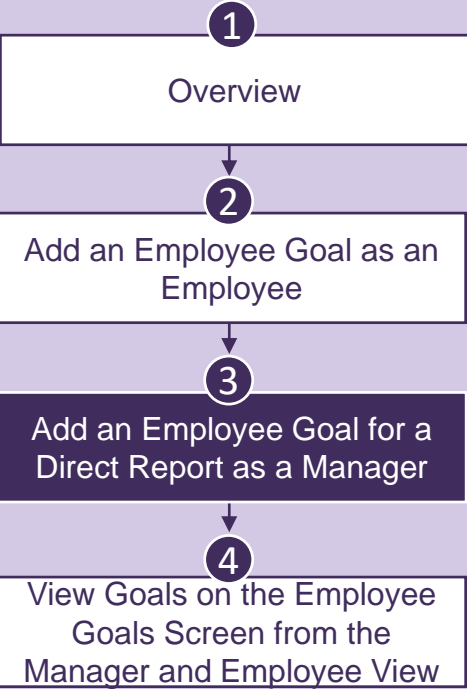 1
Overview
2
Add an Employee Goal as an
Employee
3
Add an Employee Goal for a
Direct Report as a Manager
4
View Goals on the Employee
Goals Screen from the
Manager and Employee View